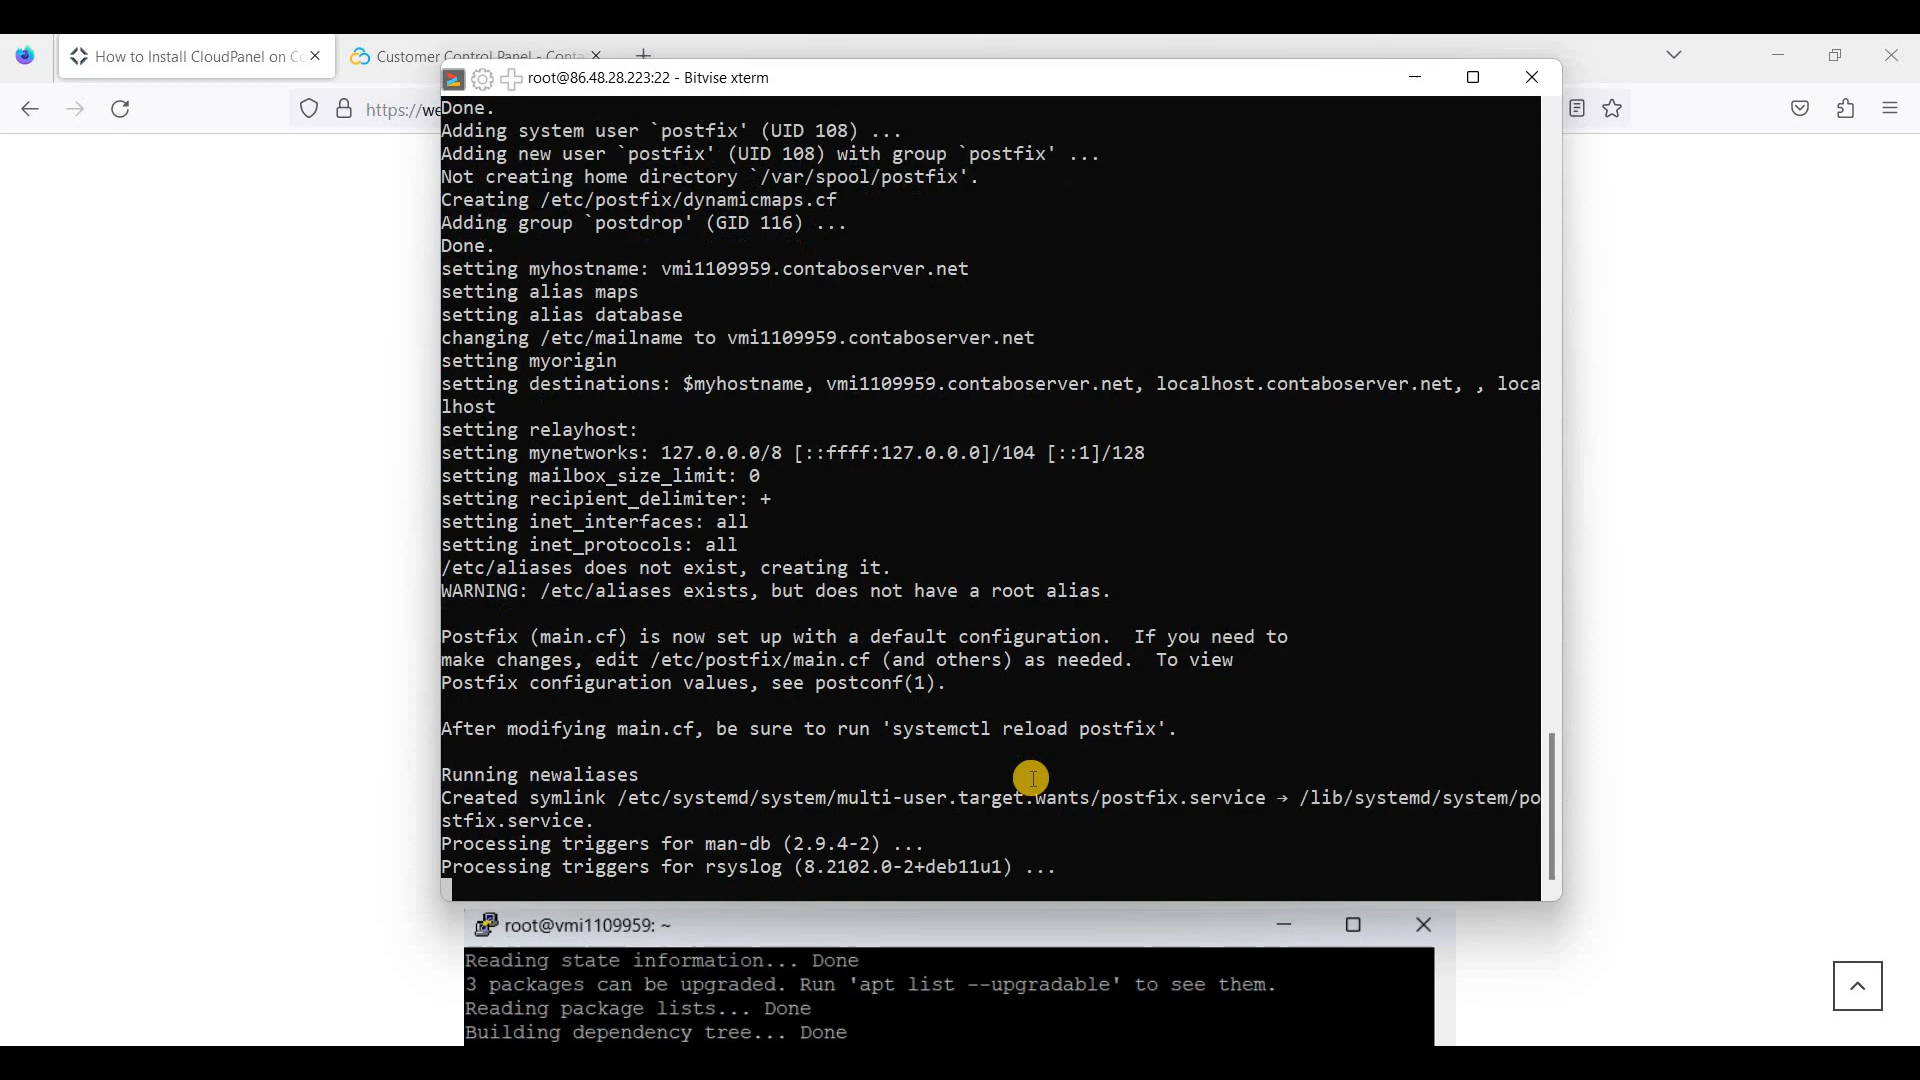 How to Install CloudPanel on Co
Customer Control Panel - Conta
https://we
root@86.48.28.223:22 - Bitvise xterm
Done.
Adding system user `postfix' (UID 108) ...
Adding new user `postfix' (UID 108) with group `postfix' ...
Not creating home directory `/var/spool/postfix'.
Creating /etc/postfix/dynamicmaps.cf
Adding group `postdrop' (GID 116) ...
Done.
setting myhostname: vmi1109959.contaboserver.net
setting alias maps
setting alias database
changing /etc/mailname to vmi1109959.contaboserver.net
setting myorigin
setting destinations: $myhostname, vmi1109959.contaboserver.net, localhost.contaboserver.net, , loca
lhost
setting relayhost:
setting mynetworks: 127.0.0.0/8 [::ffff:127.0.0.0]/104 [::1]/128
setting mailbox_size_limit: 0
setting recipient_delimiter: +
setting inet_interfaces: all
setting inet_protocols: all
/etc/aliases does not exist, creating it.
WARNING: /etc/aliases exists, but does not have a root alias.
Postfix (main.cf) is now set up with a default configuration.  If you need to
make changes, edit /etc/postfix/main.cf (and others) as needed.  To view
Postfix configuration values, see postconf(1).
After modifying main.cf, be sure to run 'systemctl reload postfix'.
Running newaliases
Created symlink /etc/systemd/system/multi-user.target.wants/postfix.service → /lib/systemd/system/po
stfix.service.
Processing triggers for man-db (2.9.4-2) ...
Processing triggers for rsyslog (8.2102.0-2+deb11u1) ...
root@vmi1109959: ~
Reading state information... Done
3 packages can be upgraded. Run 'apt list --upgradable' to see them.
Reading package lists... Done
Building dependency tree... Done